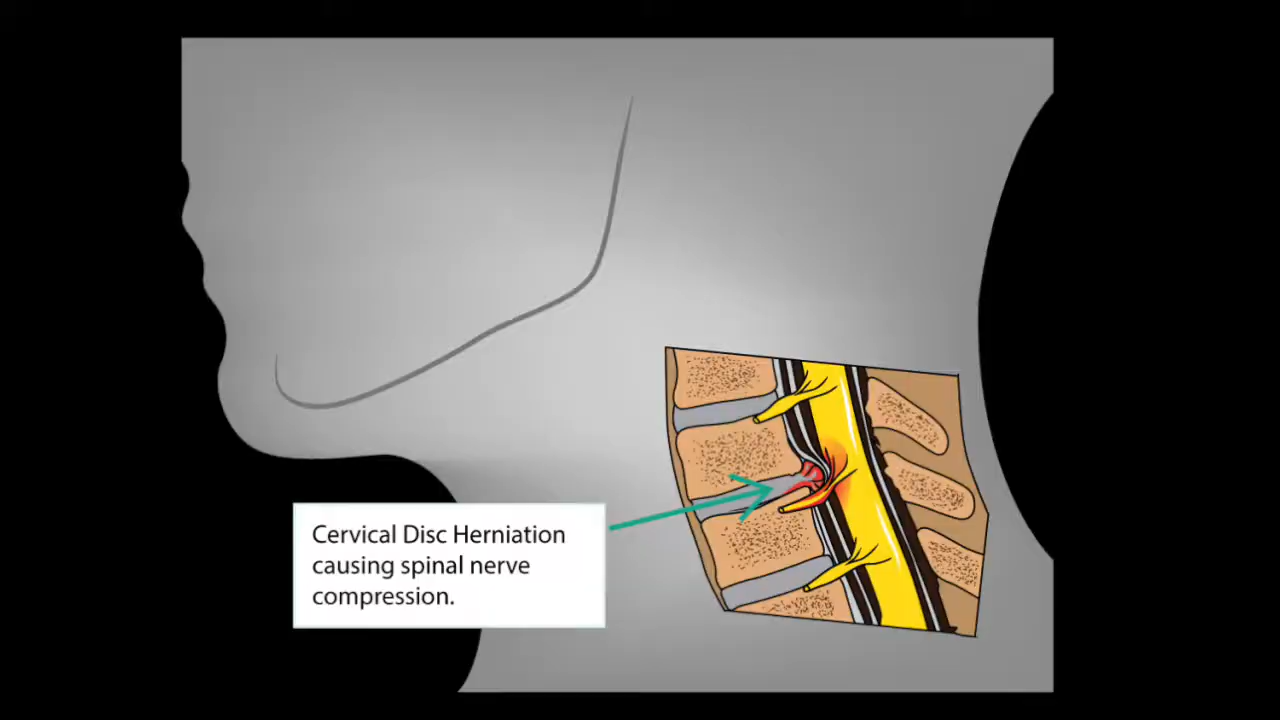 Cervical Disc Herniation
causing spinal nerve
compression.